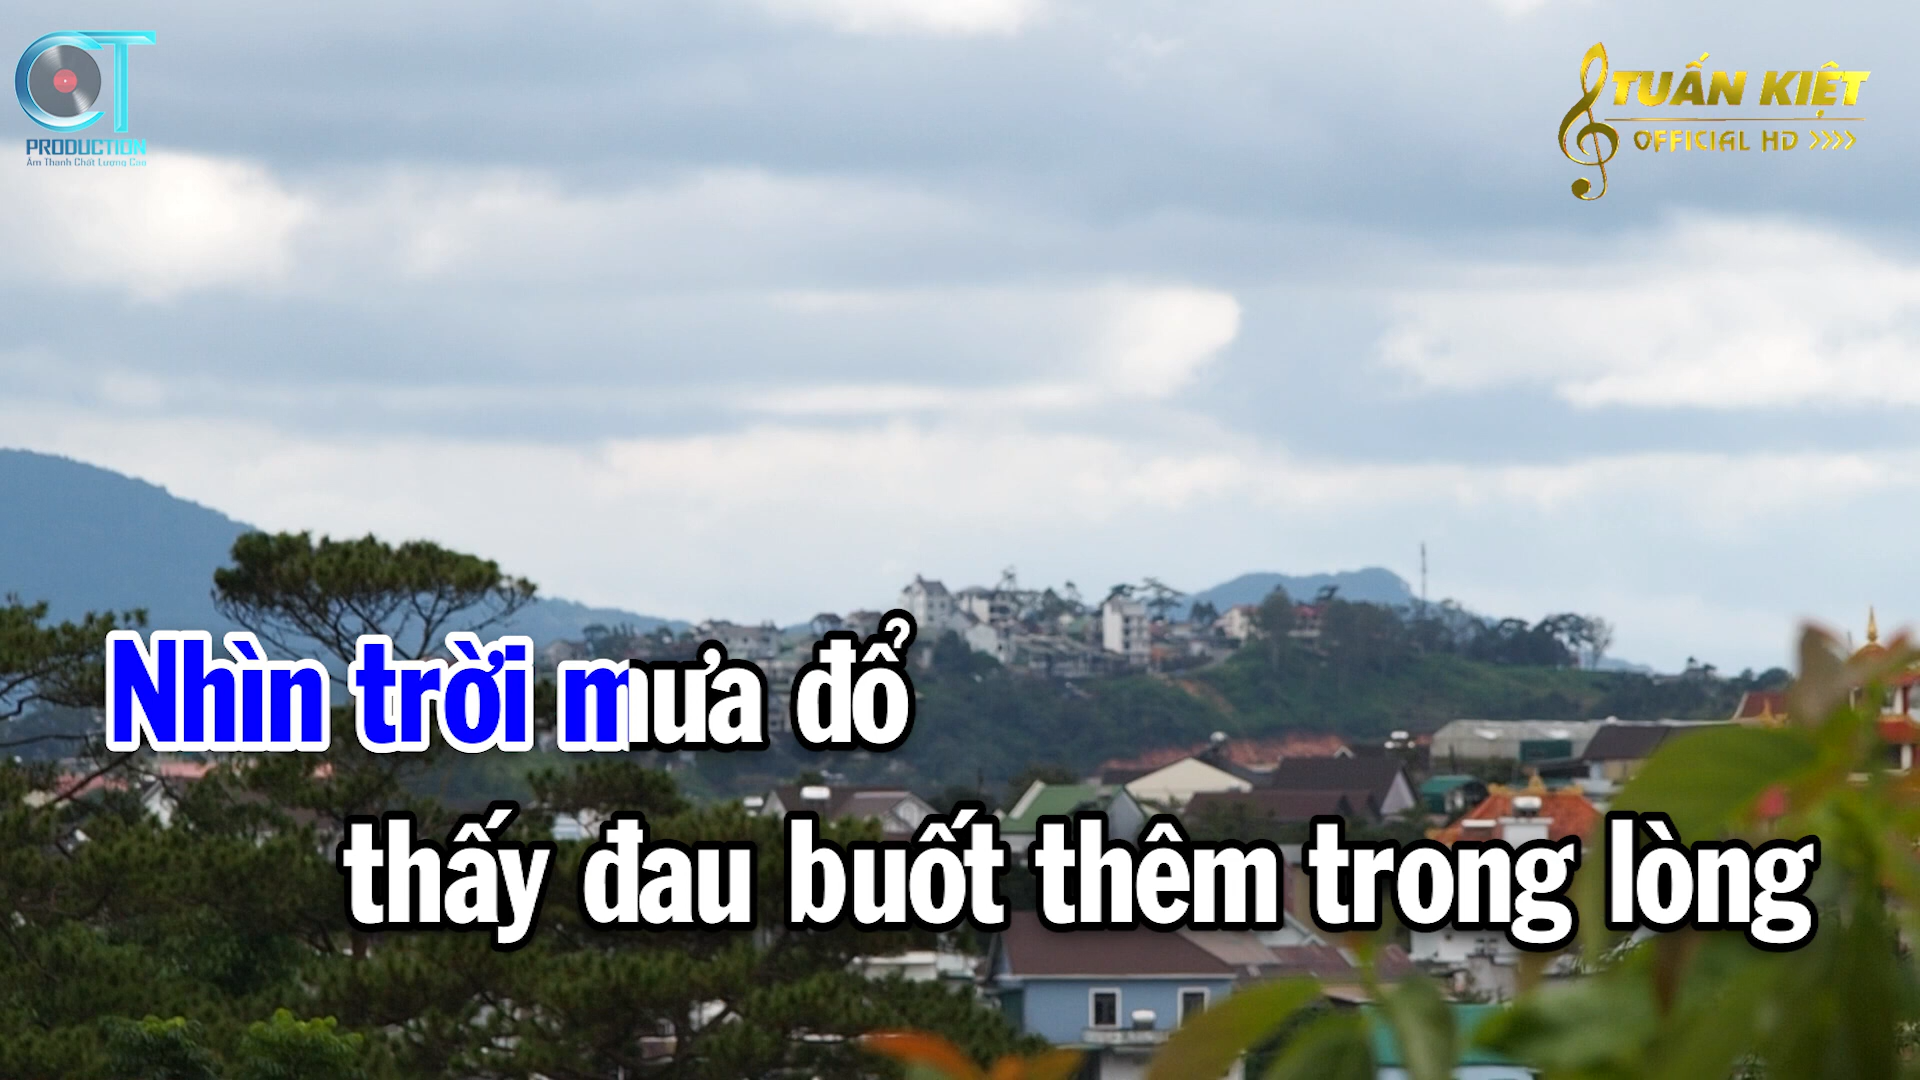 CT
PRODUCTION
Âm Thanh Chất Lượng Cao
TUẤN KIỆT
OFFICIAL HD
Nhìn trời mưa đổ
thấy đau buốt thêm trong lòng